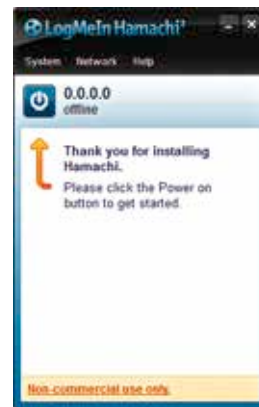 LogMeIn Hamachi²
System Network Help
0.0.0.0
offline
Thank you for installing
Hamachi.
Please click the Power on
button to get started
Non-commercial use only.